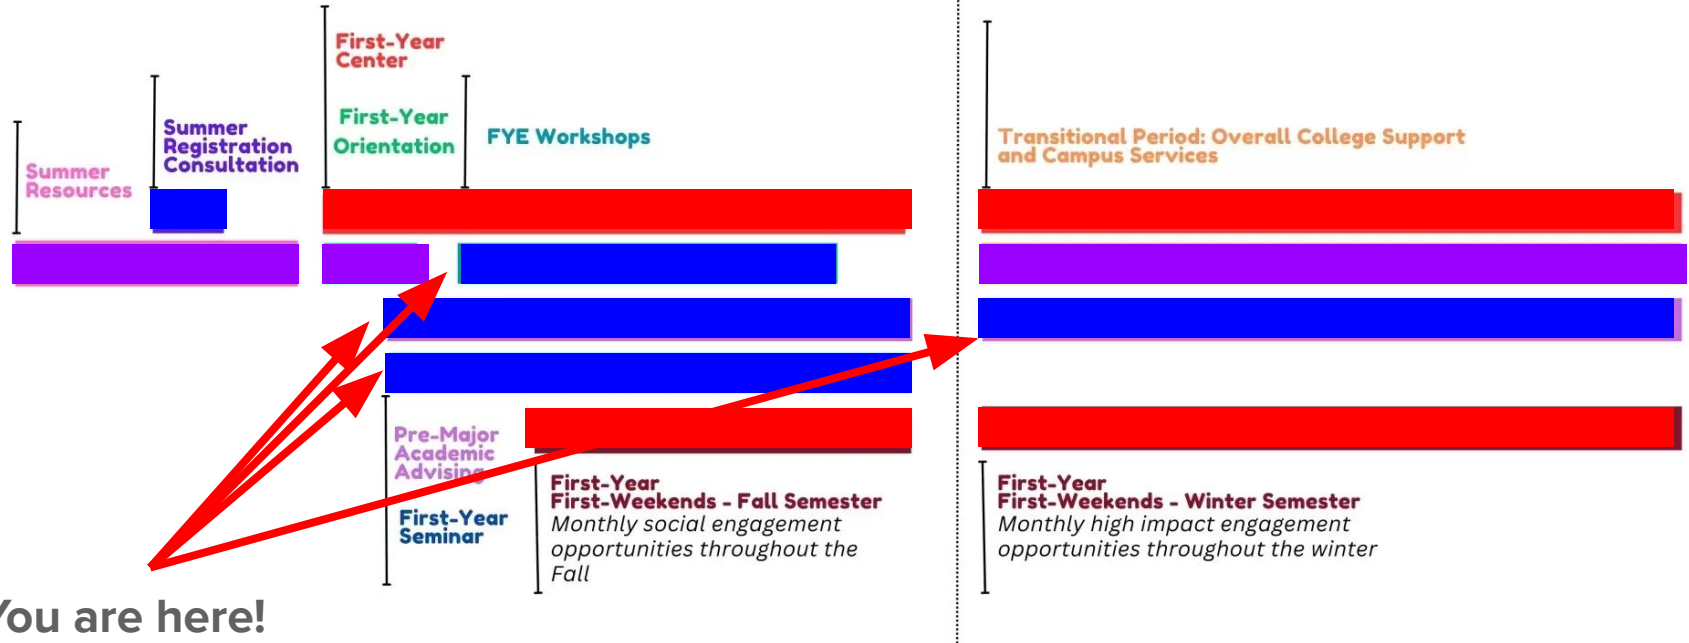 First-Year
Center
First-Year
Orientation
FYE Workshops
Summer
Registration
Consultation
Summer
Resources
Transitional Period: Overall College Support
and Campus Services
Pre-Major
Academic
Advising
First-Year
Seminar
First-Year
First-Weekends - Fall Semester
Monthly social engagement
opportunities throughout the
Fall
First-Year
First-Weekends - Winter Semester
Monthly high impact engagement
opportunities throughout the winter
You are here!